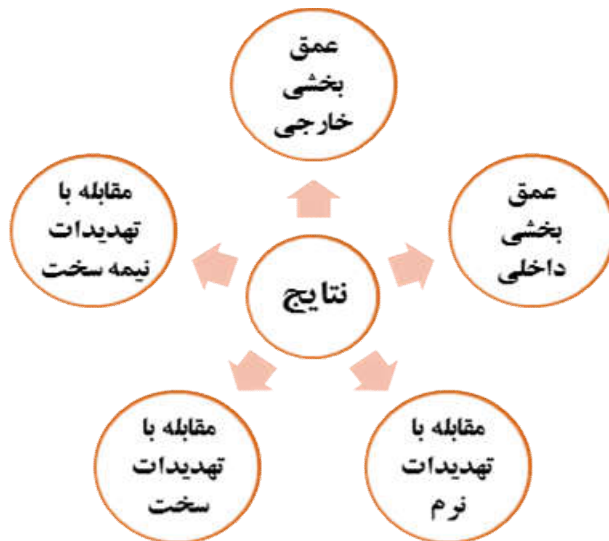 عمق
بخشی
خارجی
عمق
بخشی
داخلی
مقابله با
تهدیدات
نرم
مقابله با
تهدیدات
سخت
مقابله با
تهدیدات
نیمه سخت
نتایج